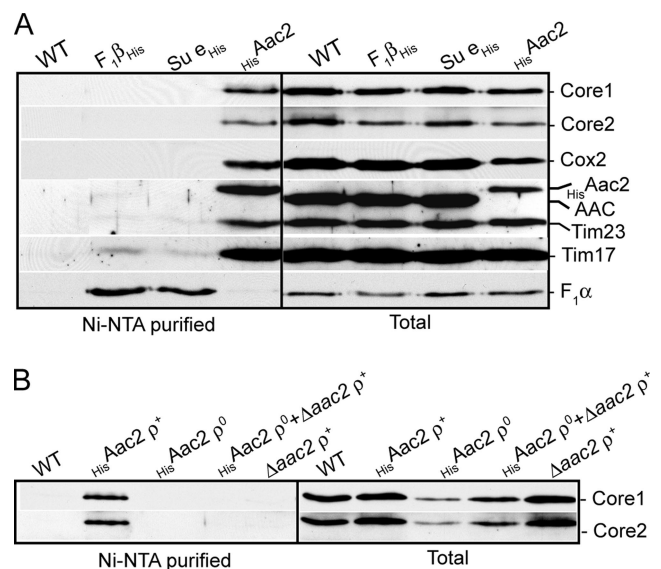 A
WT F₁βHis Su eHis HisAac2 WT F₁βHis Su eHis HisAac2
Core1
Core2
Cox2
HisAac2
AAC
Tim23
Tim17
F₁α
Ni-NTA purified Total
B
WT HisAac2 ρ⁺ HisAac2 ρ⁰ HisAac2 ρ⁰+Δaac2 ρ⁺ Δaac2 ρ⁺ WT HisAac2 ρ⁺ HisAac2 ρ⁰ HisAac2 ρ⁰+Δaac2 ρ⁺ Δaac2 ρ⁺
Core1
Core2
Ni-NTA purified Total